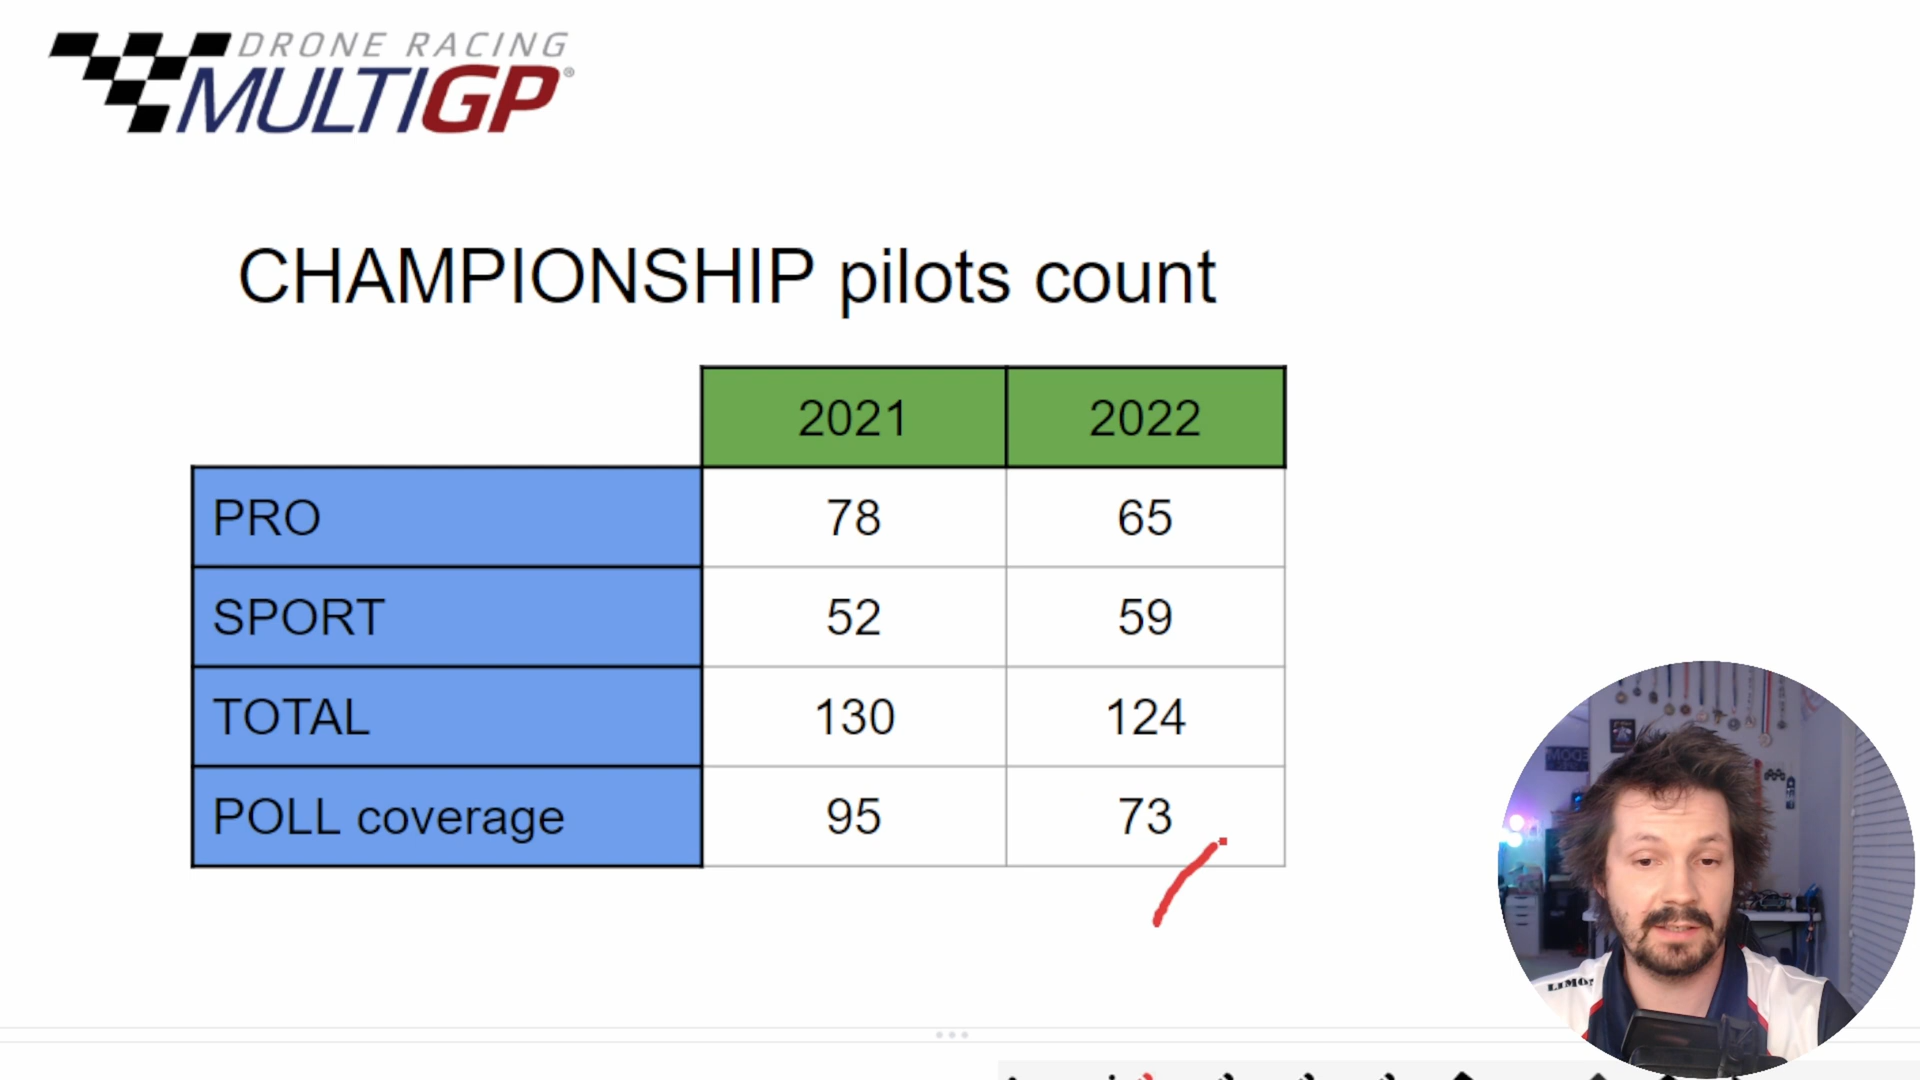 DRONE RACING
MULTIGP®
CHAMPIONSHIP pilots count
2021 2022
PRO 78 65
SPORT 52 59
TOTAL 130 124
POLL coverage 95 73